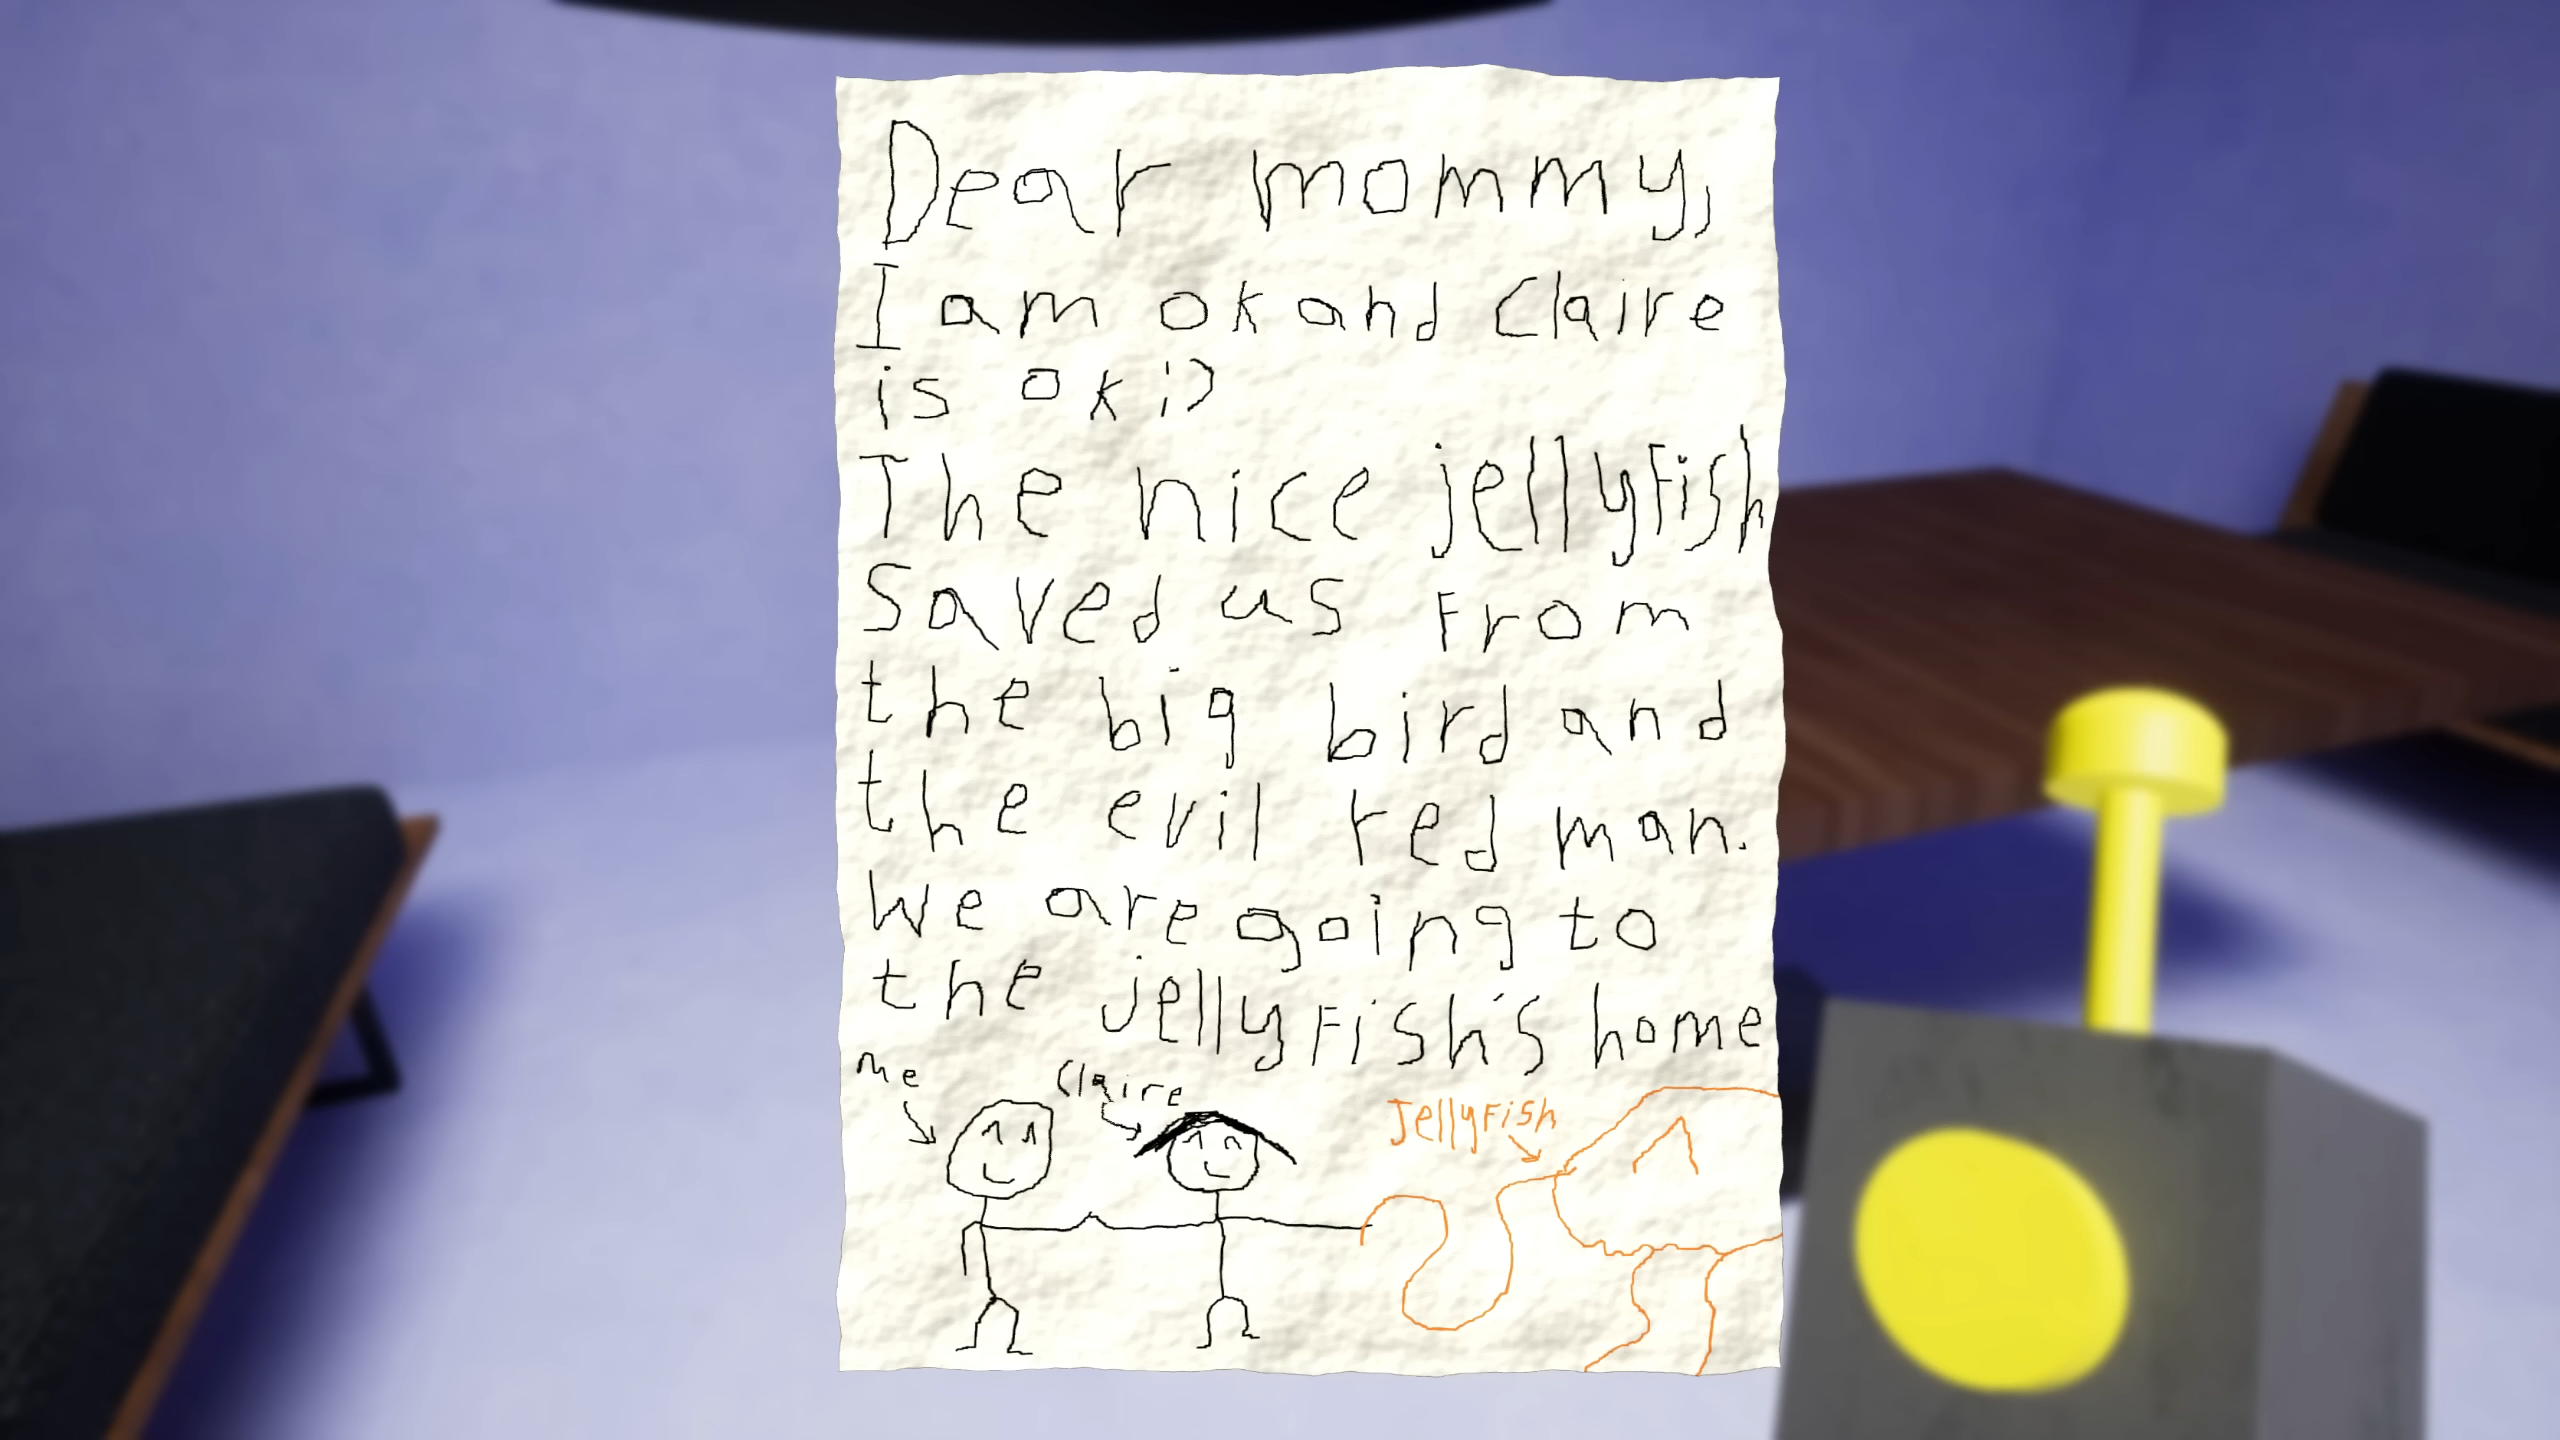 Dear mommy,
I am ok and Claire
is ok :)
The nice jellyfish
saved us from
the big bird and
the evil red man.
We are going to
the jellyfish's home
Me
Claire
Jellyfish